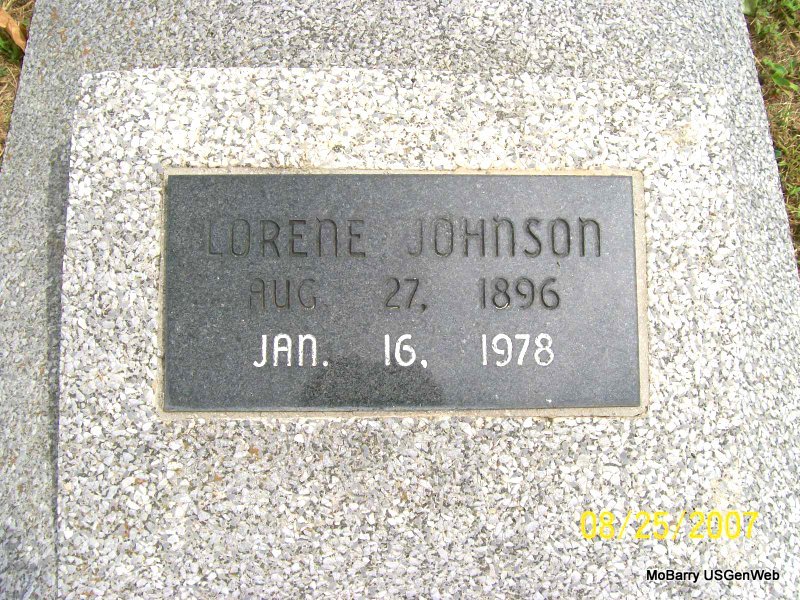 LORENE JOHNSON
AUG. 27, 1896
JAN. 16, 1978
08/25/2007
MoBarry USGenWeb